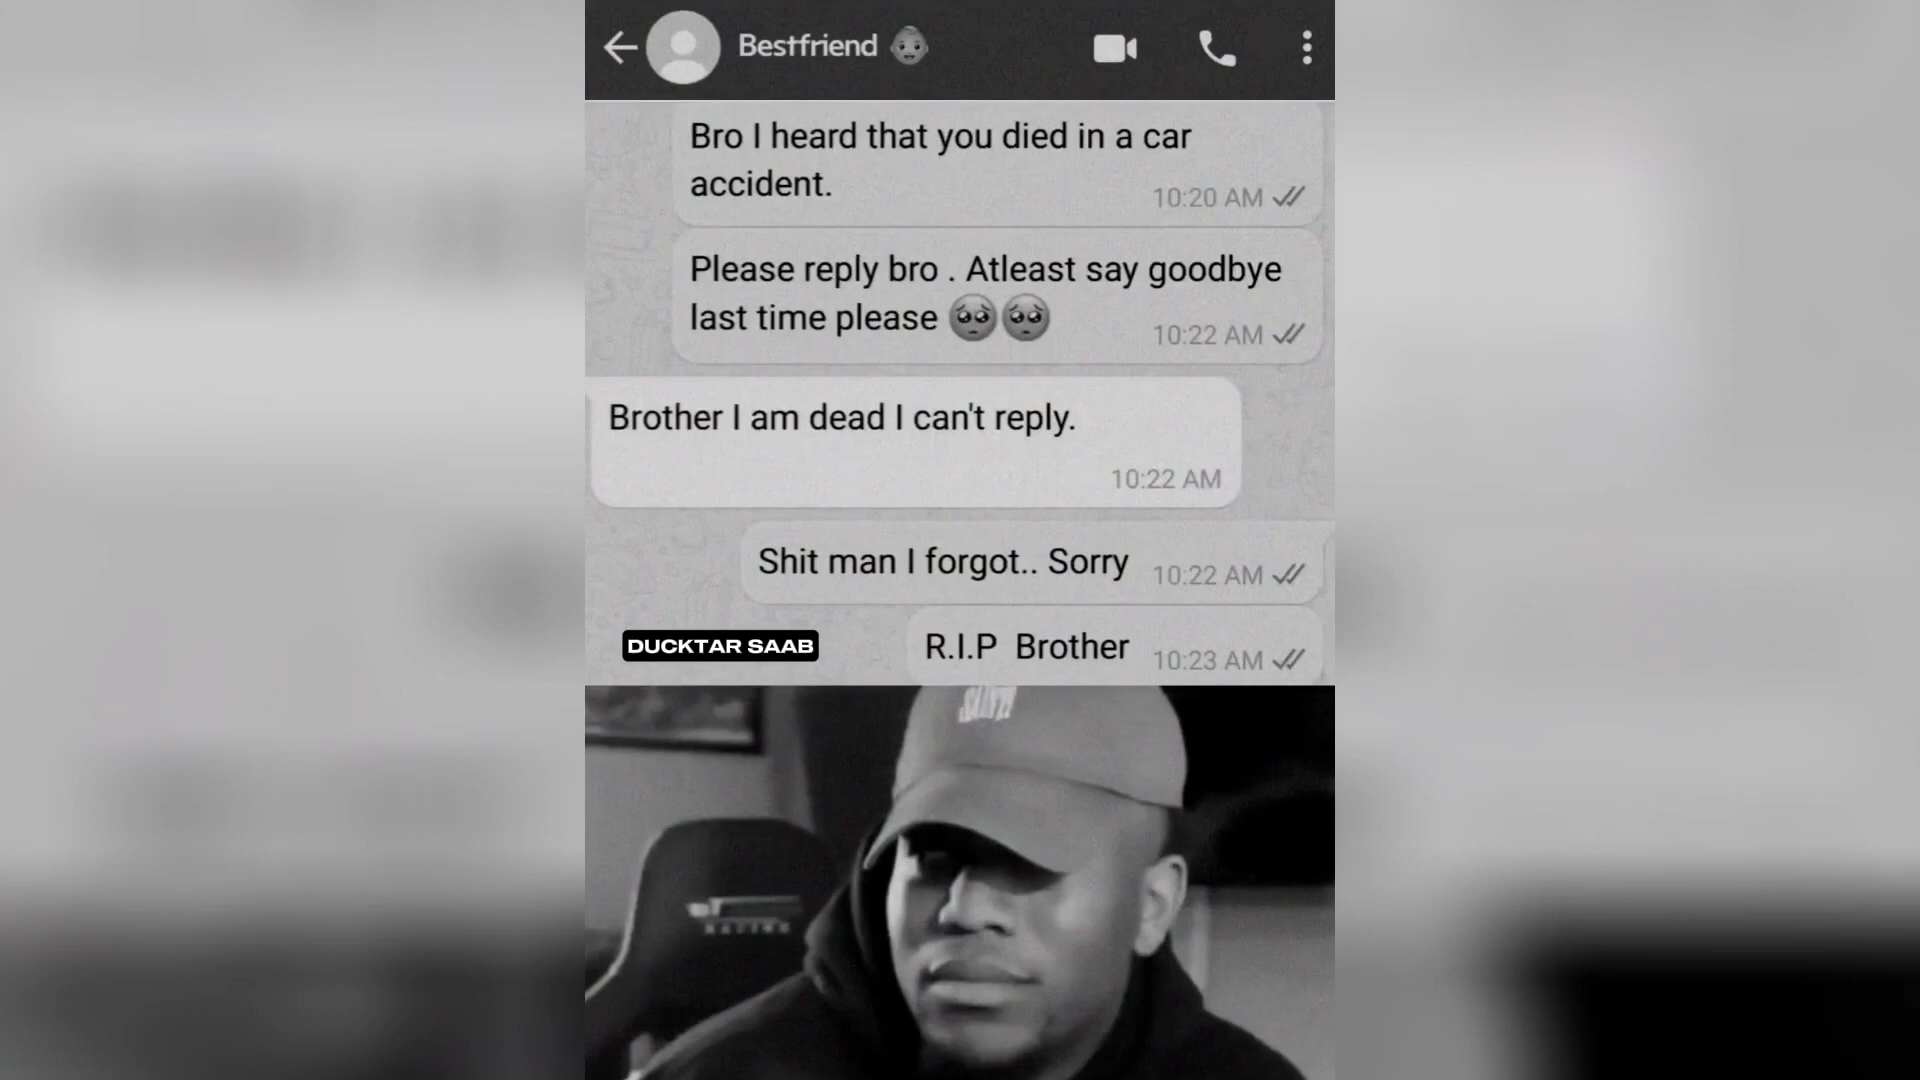 Bestfriend 👶
Bro I heard that you died in a car
accident.
10:20 AM
Please reply bro . Atleast say goodbye
last time please 🥺🥺
10:22 AM
Brother I am dead I can't reply.
10:22 AM
Shit man I forgot.. Sorry
10:22 AM
DUCKTAR SAAB
R.I.P Brother
10:23 AM
RACING